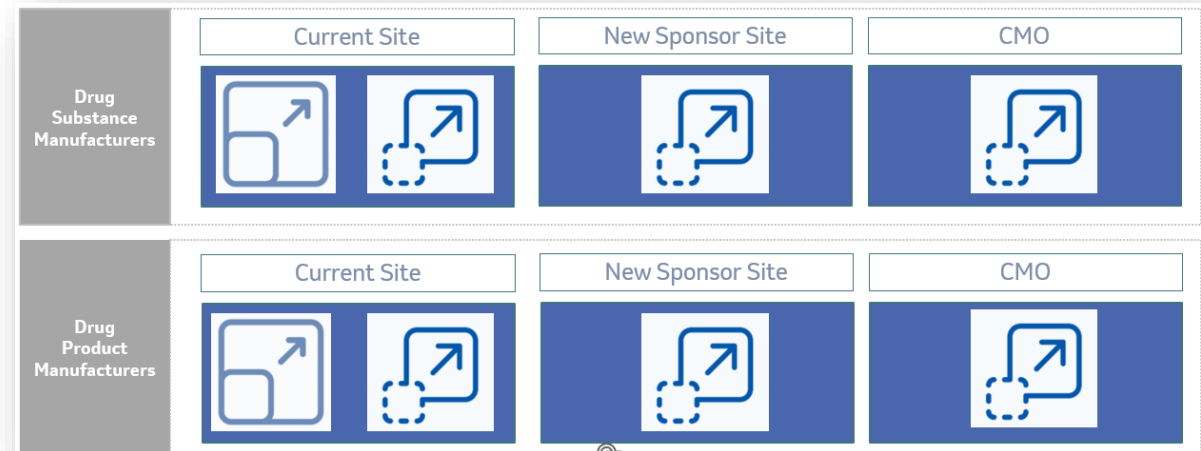 Current Site
New Sponsor Site
CMO
Drug
Substance
Manufacturers
Current Site
New Sponsor Site
CMO
Drug
Product
Manufacturers